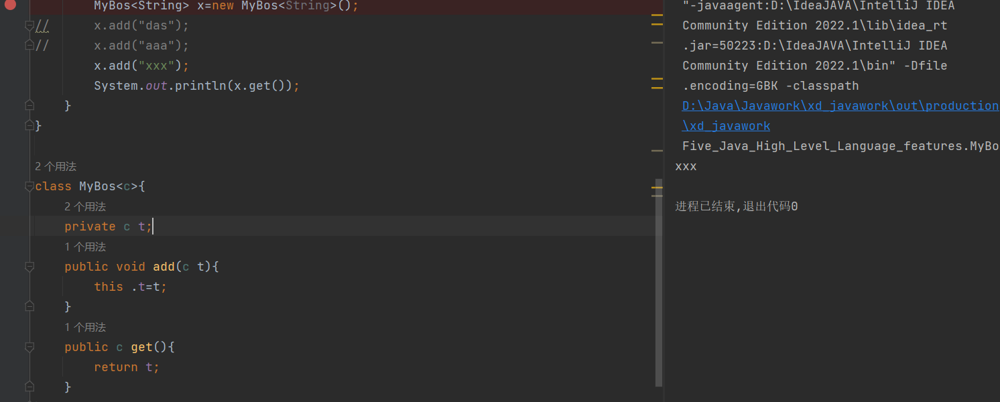 MyBos<String> x=new MyBos<String>();
//      x.add("das");
//      x.add("aaa");
x.add("xxx");
System.out.println(x.get());
}
}
2 个用法
class MyBos<c>{
2 个用法
private c t;
1 个用法
public void add(c t){
this .t=t;
}
1 个用法
public c get(){
return t;
}
"-javaagent:D:\IdeaJAVA\IntelliJ IDEA
Community Edition 2022.1\lib\idea_rt
.jar=50223:D:\IdeaJAVA\IntelliJ IDEA
Community Edition 2022.1\bin" -Dfile
.encoding=GBK -classpath
D:\Java\Javawork\xd_javawork\out\production
\xd_javawork
Five_Java_High_Level_Language_features.MyBo
xxx
进程已结束,退出代码0